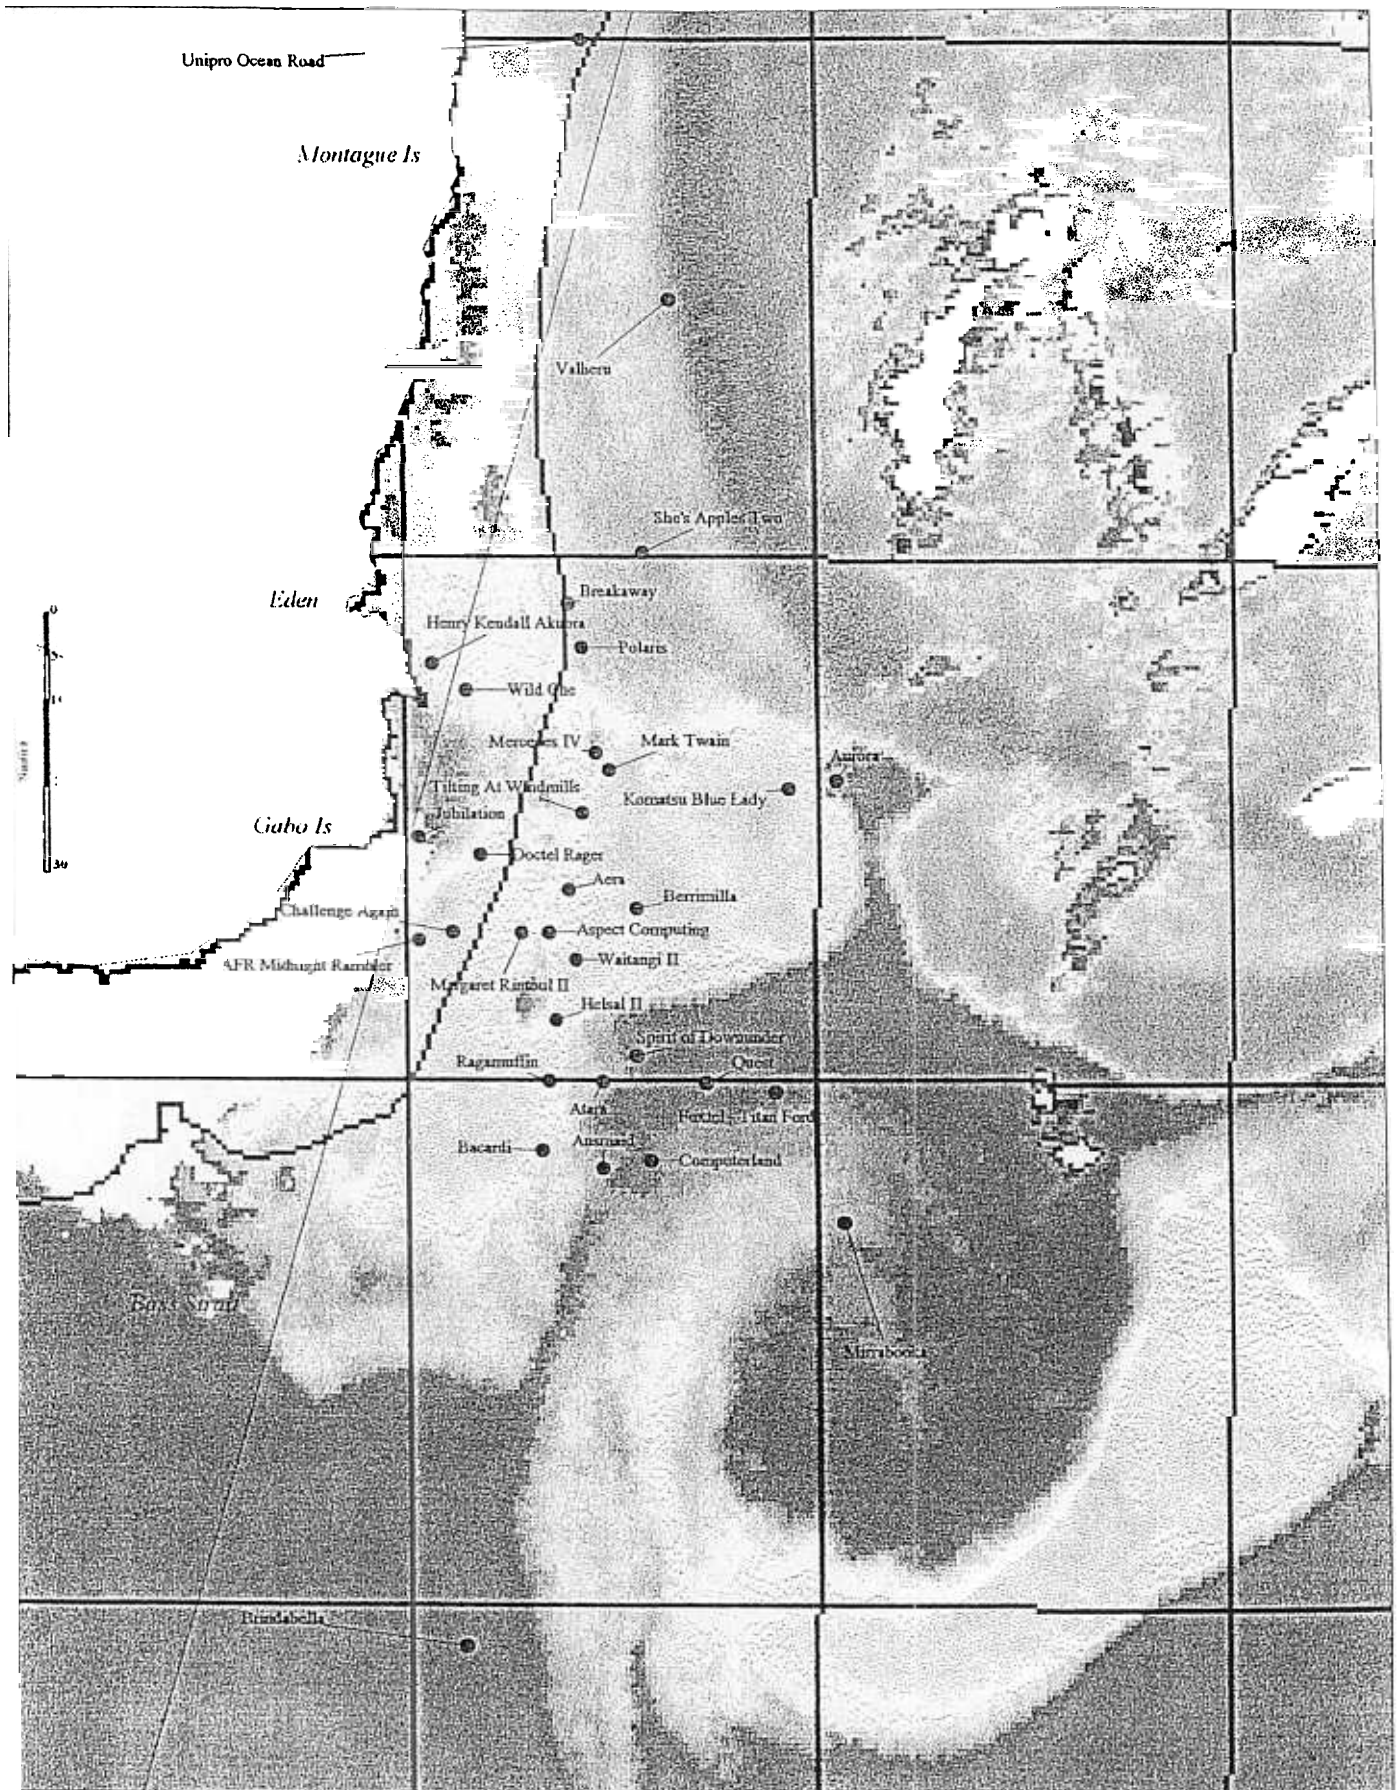 Unipro Ocean Road
Montague Is
Valheru
She's Apples Two
Eden
Breakaway
Henry Kendall Akubra
Polaris
Wild One
0
Mercedes IV
Mark Twain
Aurora
Tilting At Windmills
Komatsu Blue Lady
Jubilation
Gabo Is
Doctel Rager
30
Aera
Berrimilla
Challenge Again
Aspect Computing
Waitangi II
AFR Midnight Rambler
Margaret Rintoul II
Helsal II
Spirit of Downunder
Ragamuffin
Quest
Atara
Foxtel - Titan Ford
Bacardi
Ausmaid
Computerland
Bass Strait
Mirrabooka
Brindabella